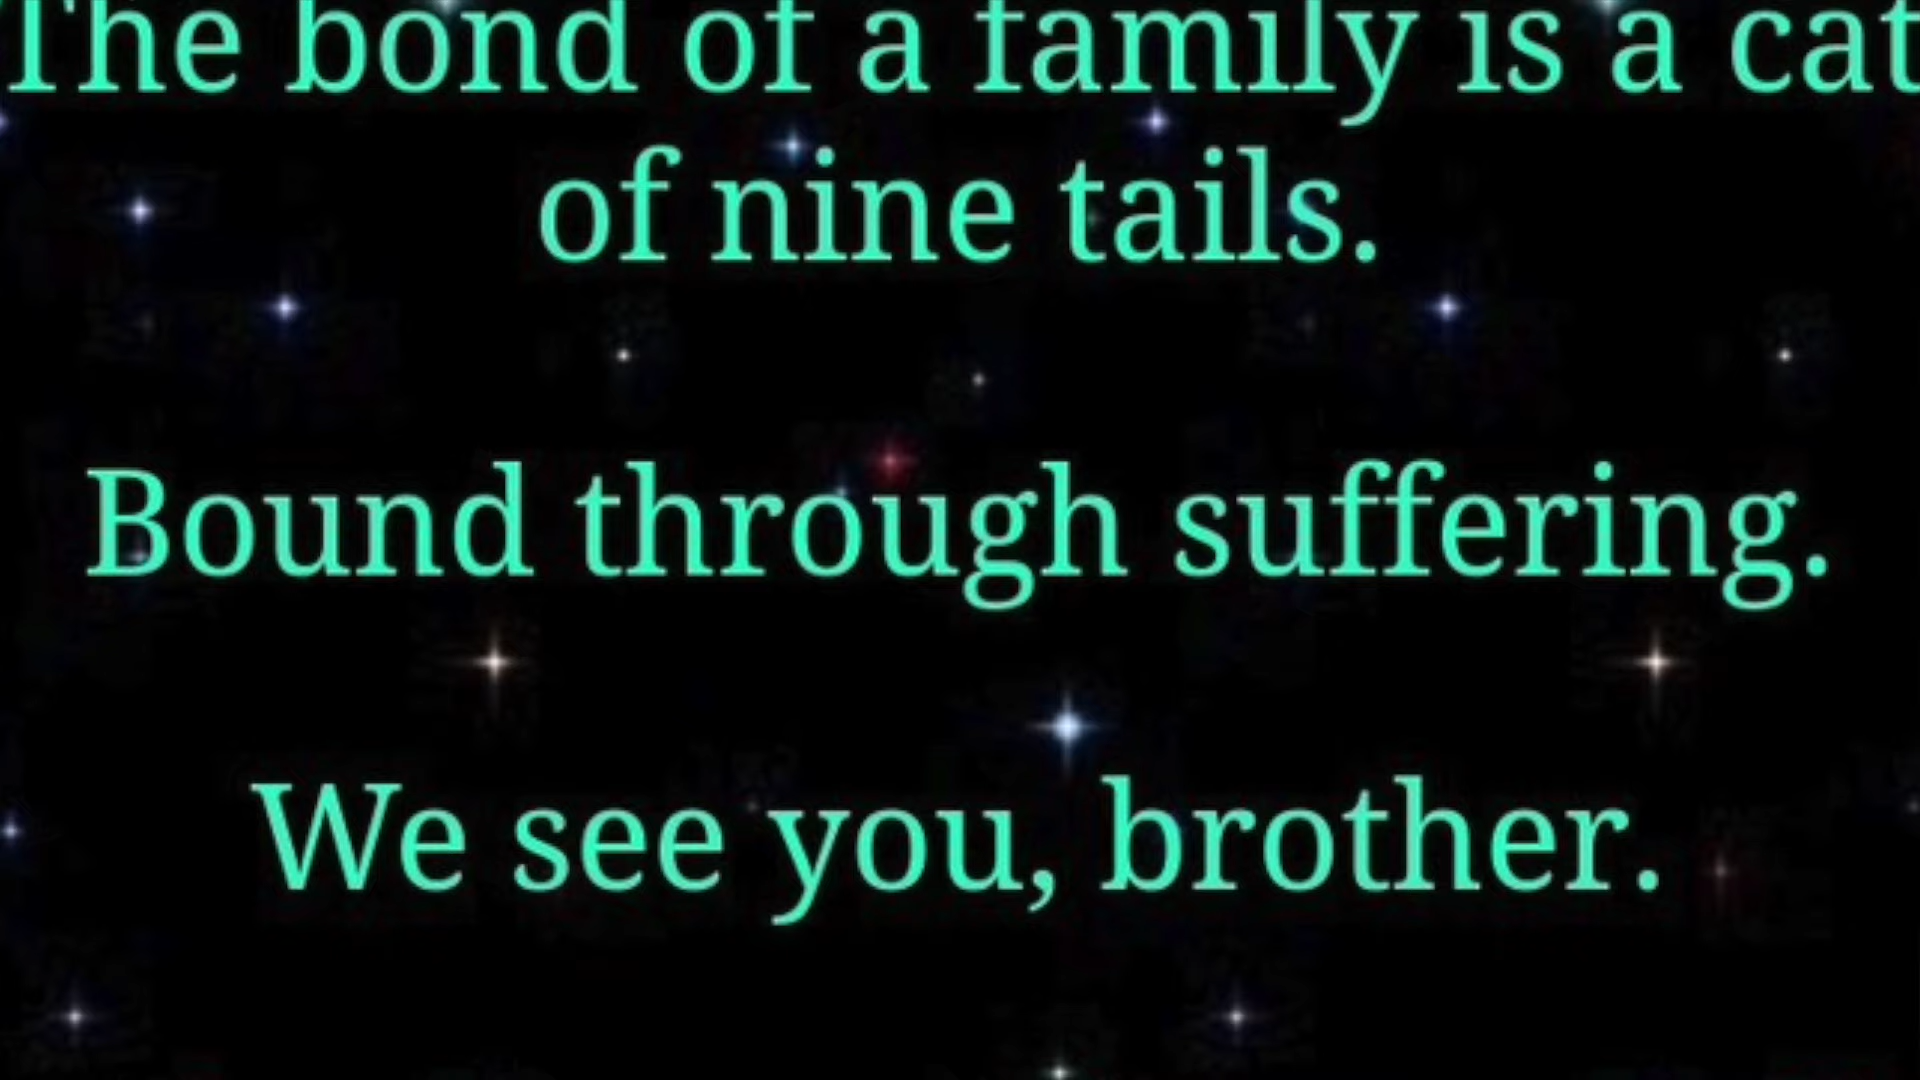 The bond of a family is a cat
of nine tails.
Bound through suffering.
We see you, brother.